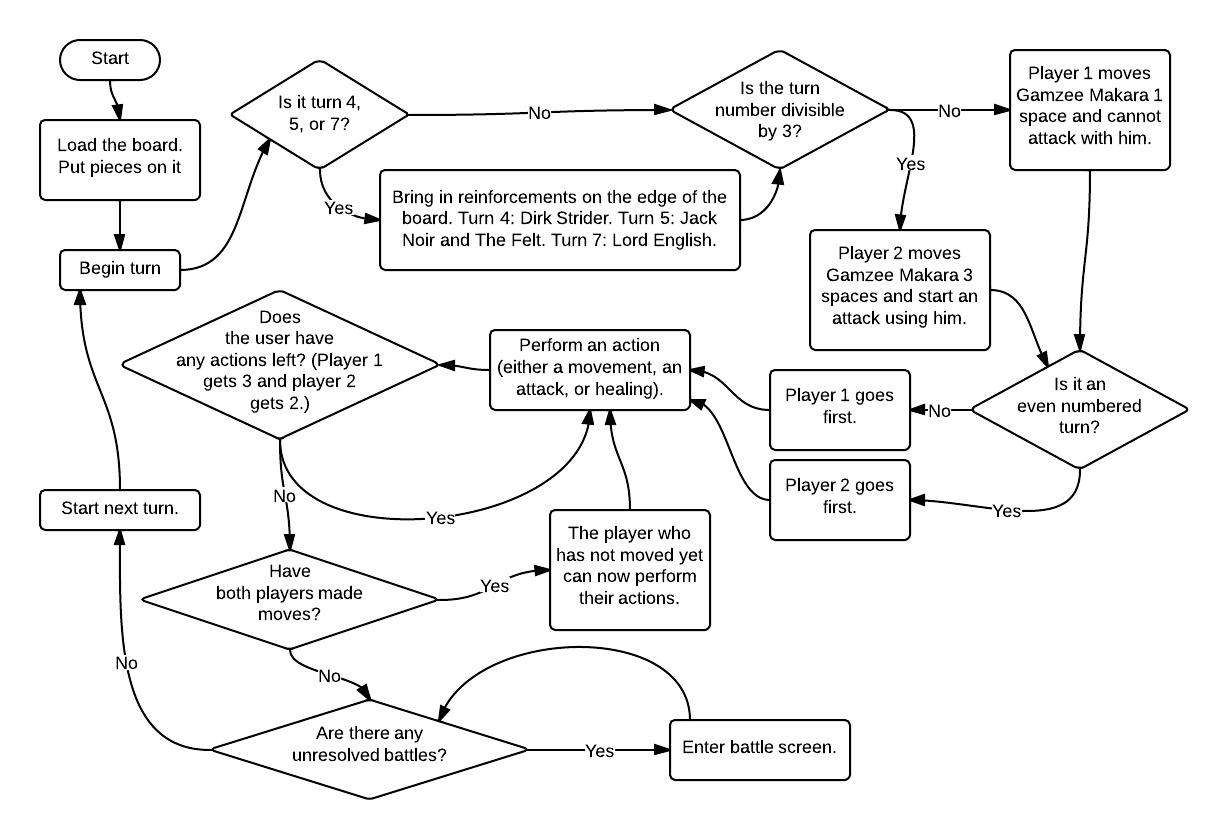 Start
Load the board.
Put pieces on it
Begin turn
Is it turn 4,
5, or 7?
No
Yes
Bring in reinforcements on the edge of the
board. Turn 4: Dirk Strider. Turn 5: Jack
Noir and The Felt. Turn 7: Lord English.
Is the turn
number divisible
by 3?
No
Yes
Player 1 moves
Gamzee Makara 1
space and cannot
attack with him.
Player 2 moves
Gamzee Makara 3
spaces and start an
attack using him.
Is it an
even numbered
turn?
No
Yes
Player 1 goes
first.
Player 2 goes
first.
Perform an action
(either a movement, an
attack, or healing).
Does
the user have
any actions left? (Player 1
gets 3 and player 2
gets 2.)
No
Yes
Have
both players made
moves?
Yes
The player who
has not moved yet
can now perform
their actions.
No
Are there any
unresolved battles?
Yes
Enter battle screen.
No
Start next turn.